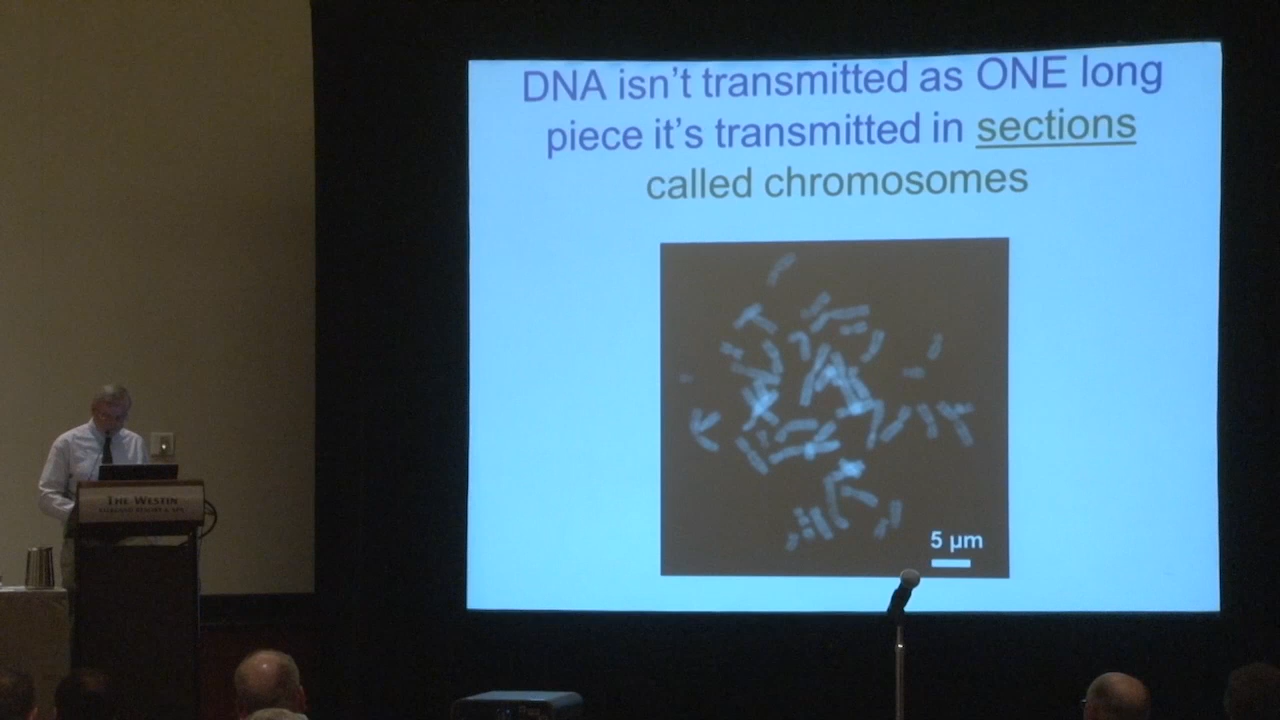 DNA isn't transmitted as ONE long
piece it's transmitted in sections
called chromosomes
5 µm
THE WESTIN